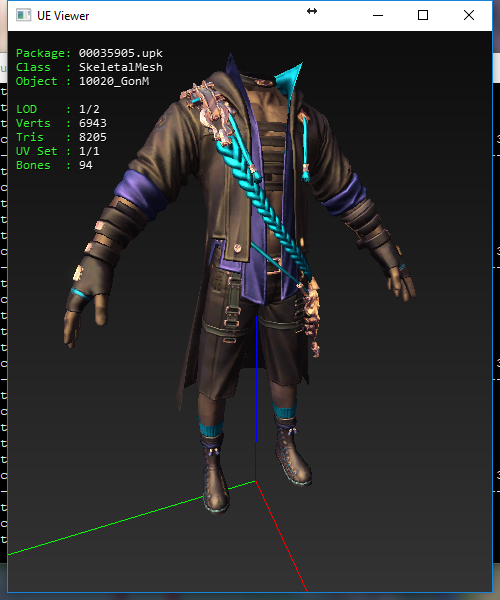 UE Viewer
Package: 00035905.upk
Class : SkeletalMesh
Object : 10020_GonM
LOD : 1/2
Verts : 6943
Tris : 8205
UV Set : 1/1
Bones : 94